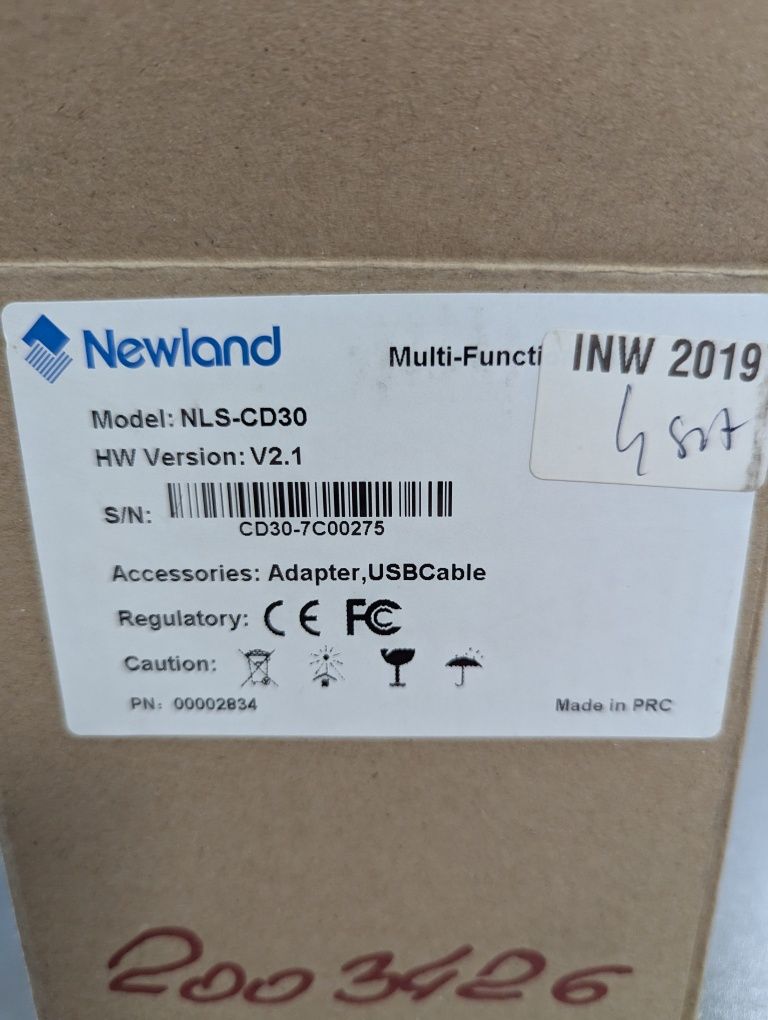 Newland
Multi-Functi
INW 2019
4 szt
Model: NLS-CD30
HW Version: V2.1
S/N:
CD30-7C00275
Accessories: Adapter,USBCable
Regulatory: CE FC
Caution:
PN: 00002834
Made in PRC
2003426